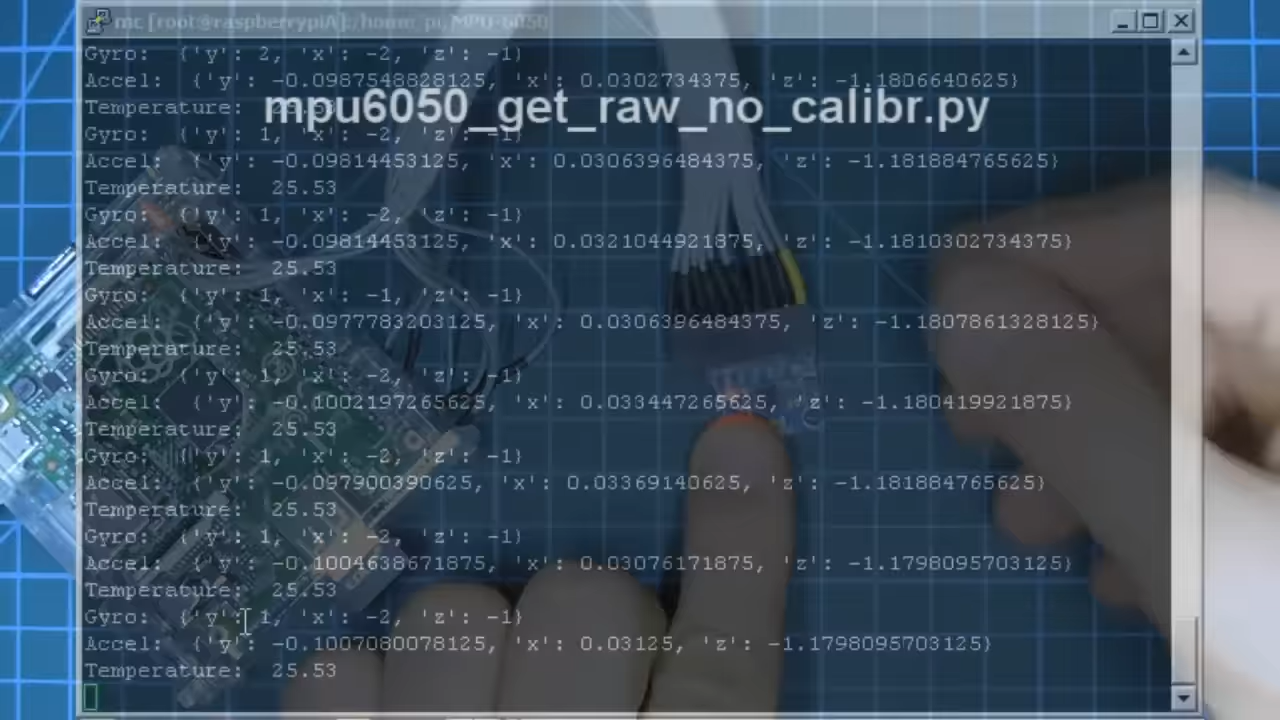 mc [root@raspberrypiA]:/home/pi/MPU-6050
Gyro: {'y': 2, 'x': -2, 'z': -1}
Accel: {'y': -0.0987548828125, 'x': 0.0302734375, 'z': -1.1806640625}
Temperature:
mpu6050_get_raw_no_calibr.py
Gyro: {'y': 1, 'x': -2, 'z': -1}
Accel: {'y': -0.09814453125, 'x': 0.0306396484375, 'z': -1.181884765625}
Temperature: 25.53
Gyro: {'y': 1, 'x': -2, 'z': -1}
Accel: {'y': -0.09814453125, 'x': 0.0321044921875, 'z': -1.1810302734375}
Temperature: 25.53
Gyro: {'y': 1, 'x': -1, 'z': -1}
Accel: {'y': -0.0977783203125, 'x': 0.0306396484375, 'z': -1.1807861328125}
Temperature: 25.53
Gyro: {'y': 1, 'x': -2, 'z': -1}
Accel: {'y': -0.1002197265625, 'x': 0.033447265625, 'z': -1.180419921875}
Temperature: 25.53
Gyro: {'y': 1, 'x': -2, 'z': -1}
Accel: {'y': -0.097900390625, 'x': 0.03369140625, 'z': -1.181884765625}
Temperature: 25.53
Gyro: {'y': 1, 'x': -2, 'z': -1}
Accel: {'y': -0.1004638671875, 'x': 0.03076171875, 'z': -1.1798095703125}
Temperature: 25.53
Gyro: {'y': 1, 'x': -2, 'z': -1}
Accel: {'y': -0.1007080078125, 'x': 0.03125, 'z': -1.1798095703125}
Temperature: 25.53